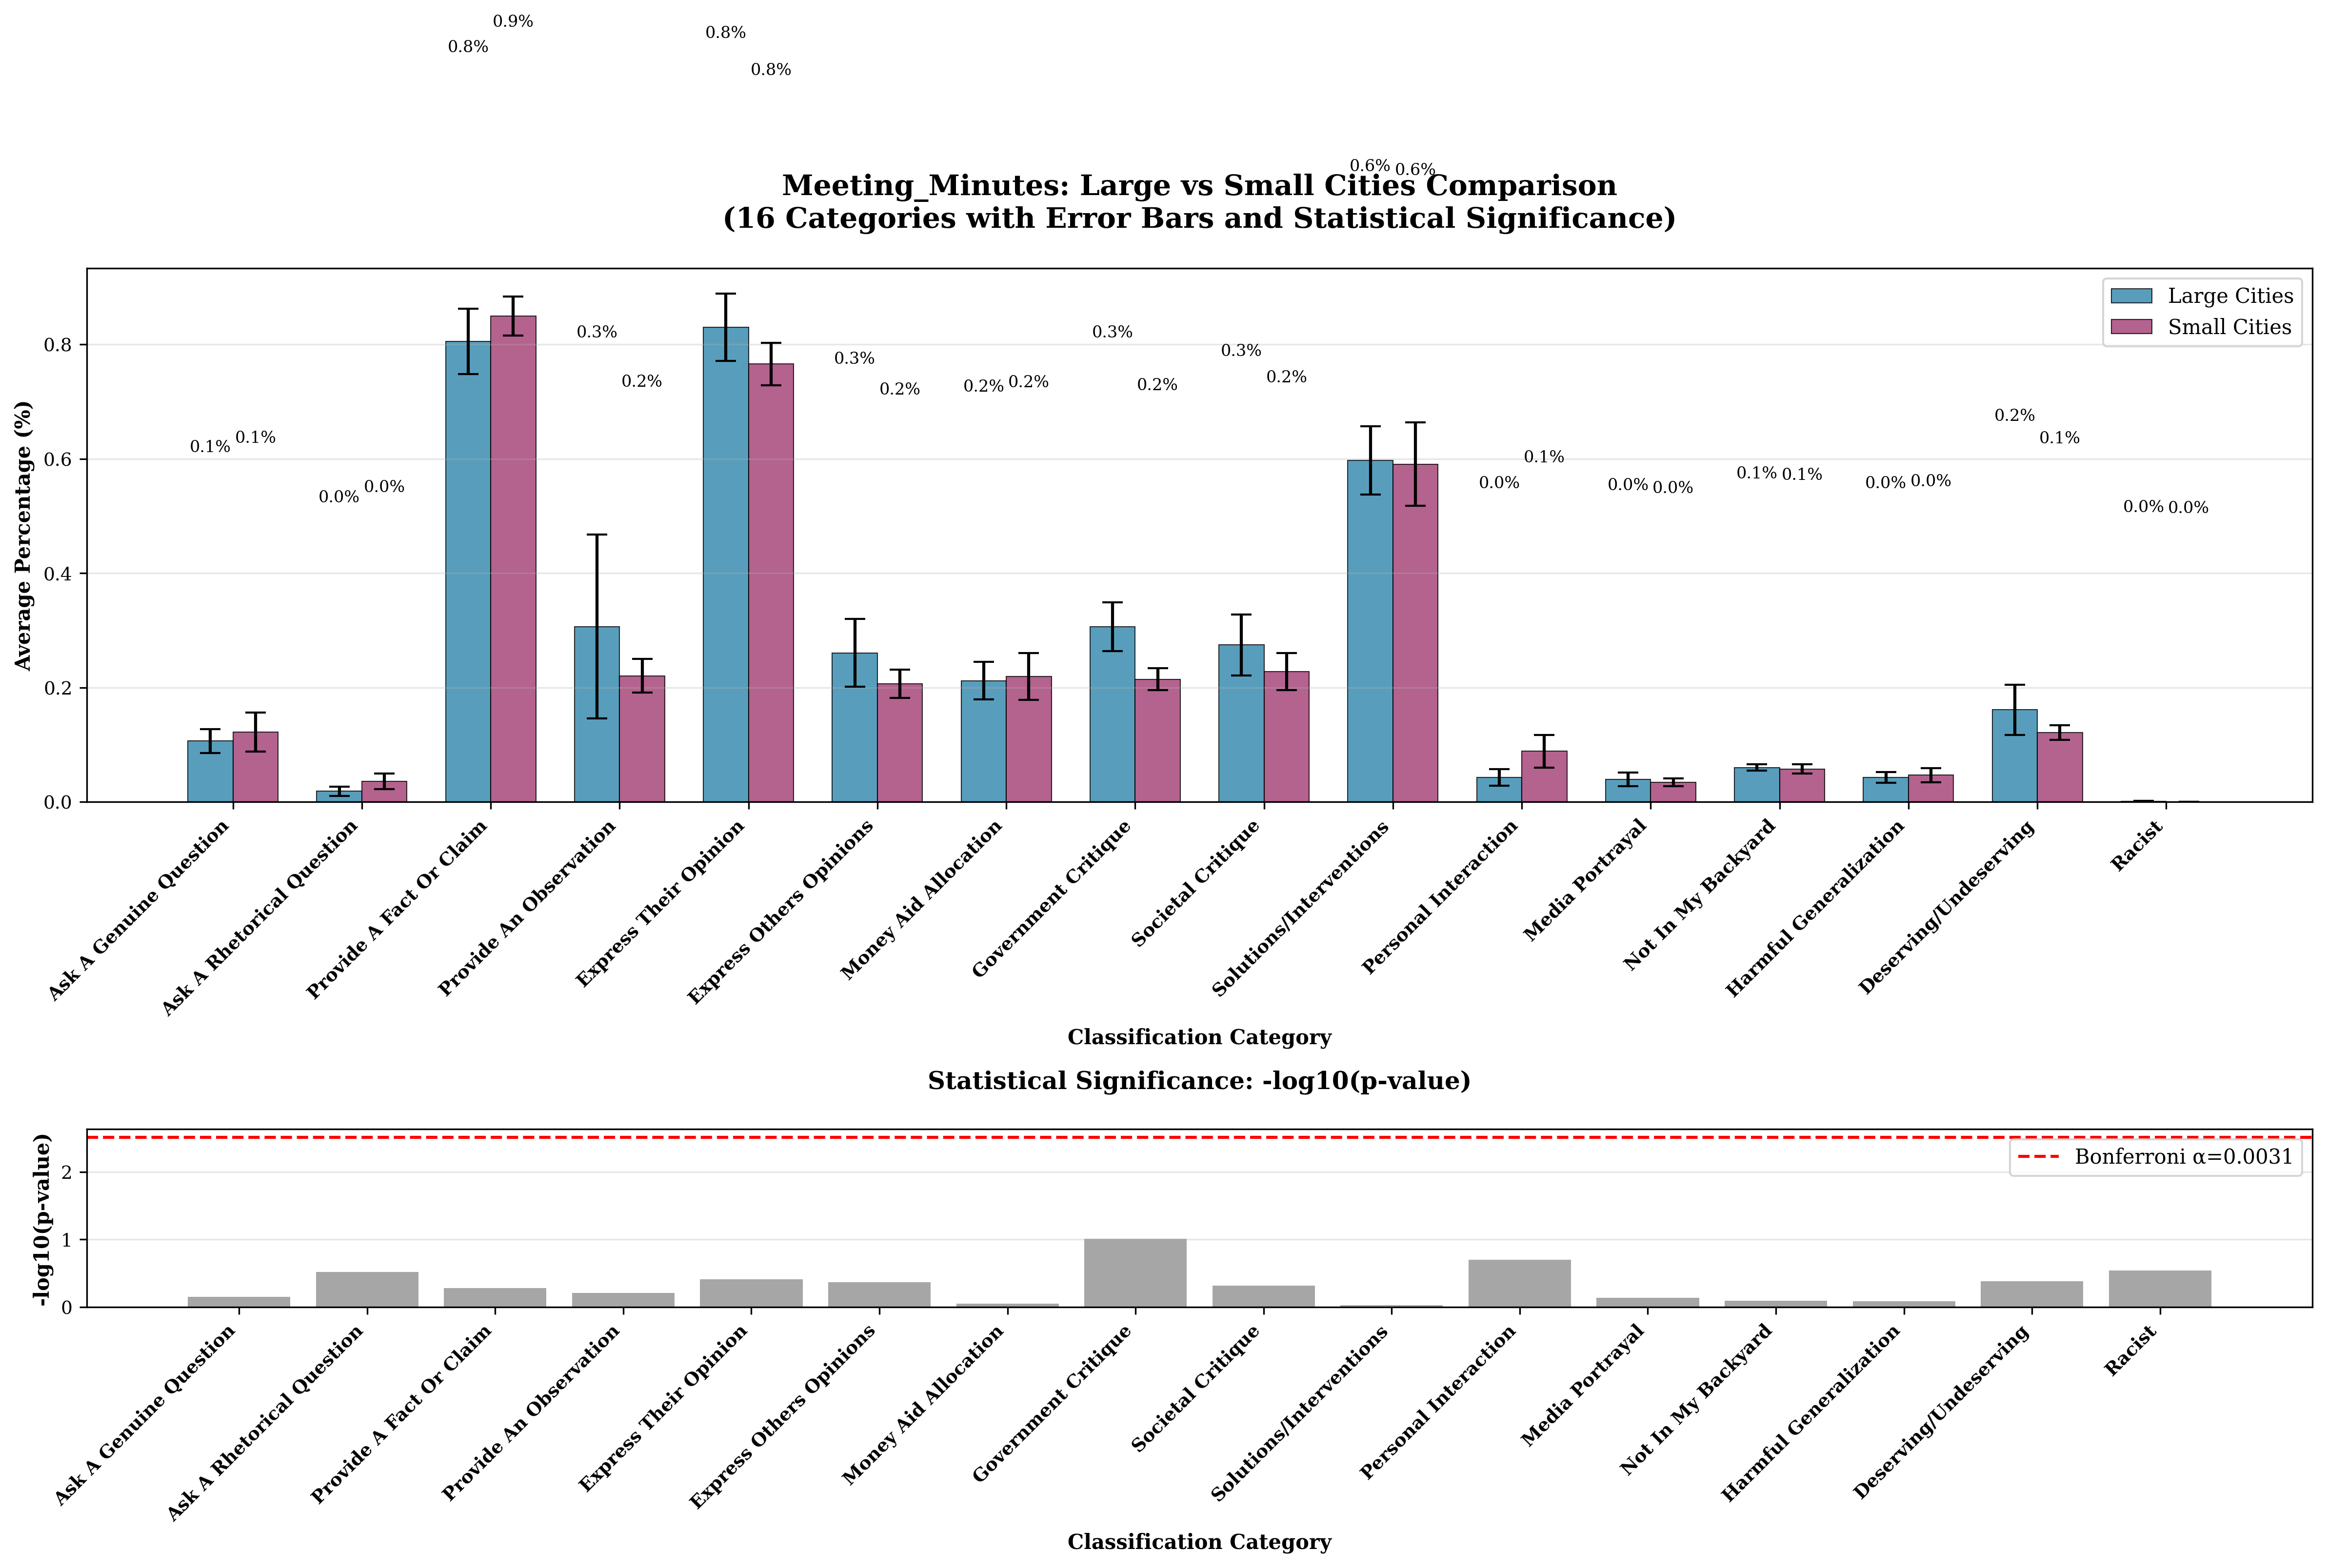 0.9%
0.8%
0.8%
0.8%
0.6% 0.6%
Meeting_Minutes: Large vs Small Cities Comparison
(16 Categories with Error Bars and Statistical Significance)
Large Cities
Small Cities
Average Percentage (%)
0.8
0.6
0.4
0.2
0.0
0.1% 0.1%
0.0% 0.0%
0.3% 0.2%
0.3% 0.2%
0.2% 0.2%
0.3% 0.2%
0.3% 0.2%
0.0% 0.1%
0.0% 0.0%
0.1% 0.1%
0.0% 0.0%
0.2% 0.1%
0.0% 0.0%
Ask A Genuine Question
Ask A Rhetorical Question
Provide A Fact Or Claim
Provide An Observation
Express Their Opinion
Express Others Opinions
Money Aid Allocation
Government Critique
Societal Critique
Solutions/Interventions
Personal Interaction
Media Portrayal
Not In My Backyard
Harmful Generalization
Deserving/Undeserving
Racist
Classification Category
Statistical Significance: -log10(p-value)
-log10(p-value)
2
1
0
Bonferroni α=0.0031
Ask A Genuine Question
Ask A Rhetorical Question
Provide A Fact Or Claim
Provide An Observation
Express Their Opinion
Express Others Opinions
Money Aid Allocation
Government Critique
Societal Critique
Solutions/Interventions
Personal Interaction
Media Portrayal
Not In My Backyard
Harmful Generalization
Deserving/Undeserving
Racist
Classification Category